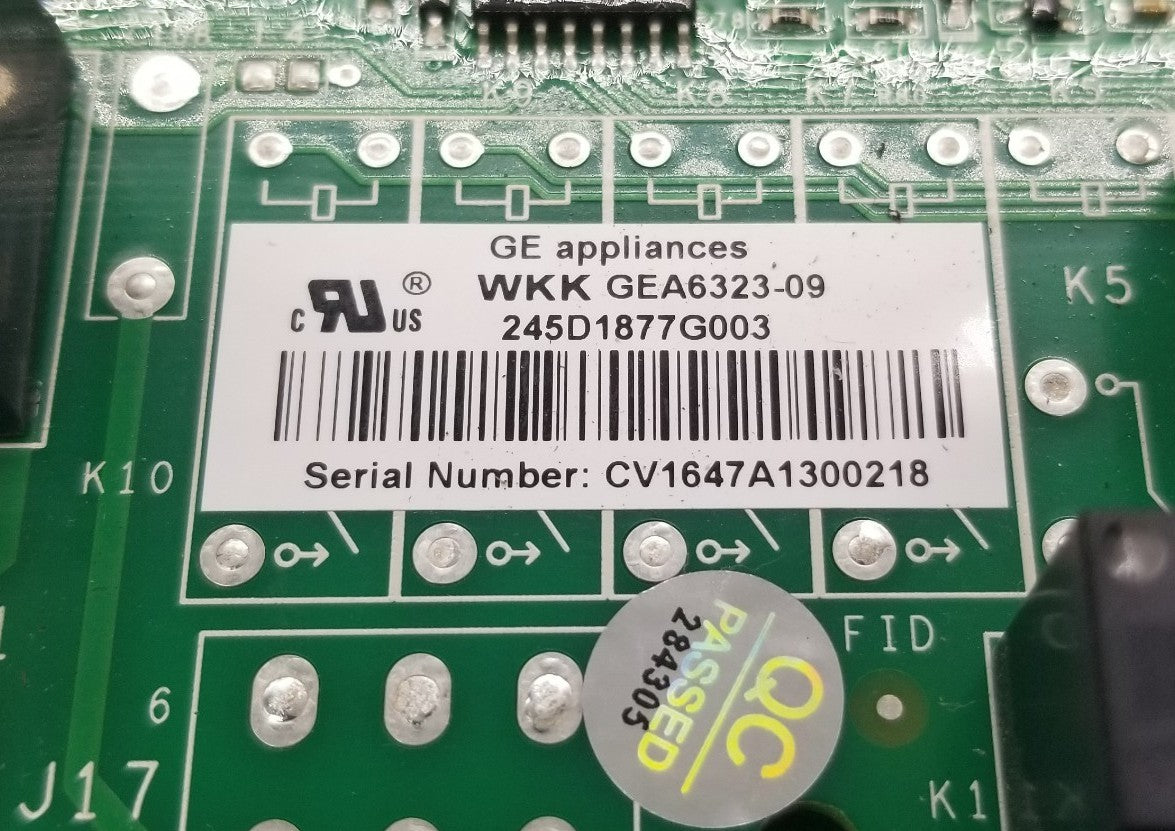 K9
K8
K7
GE appliances
WKK GEA6323-09
245D1877G003
c RU US ®
Serial Number: CV1647A1300218
K5
K10
FID
6
J17
K1
QC
PASSED
284305